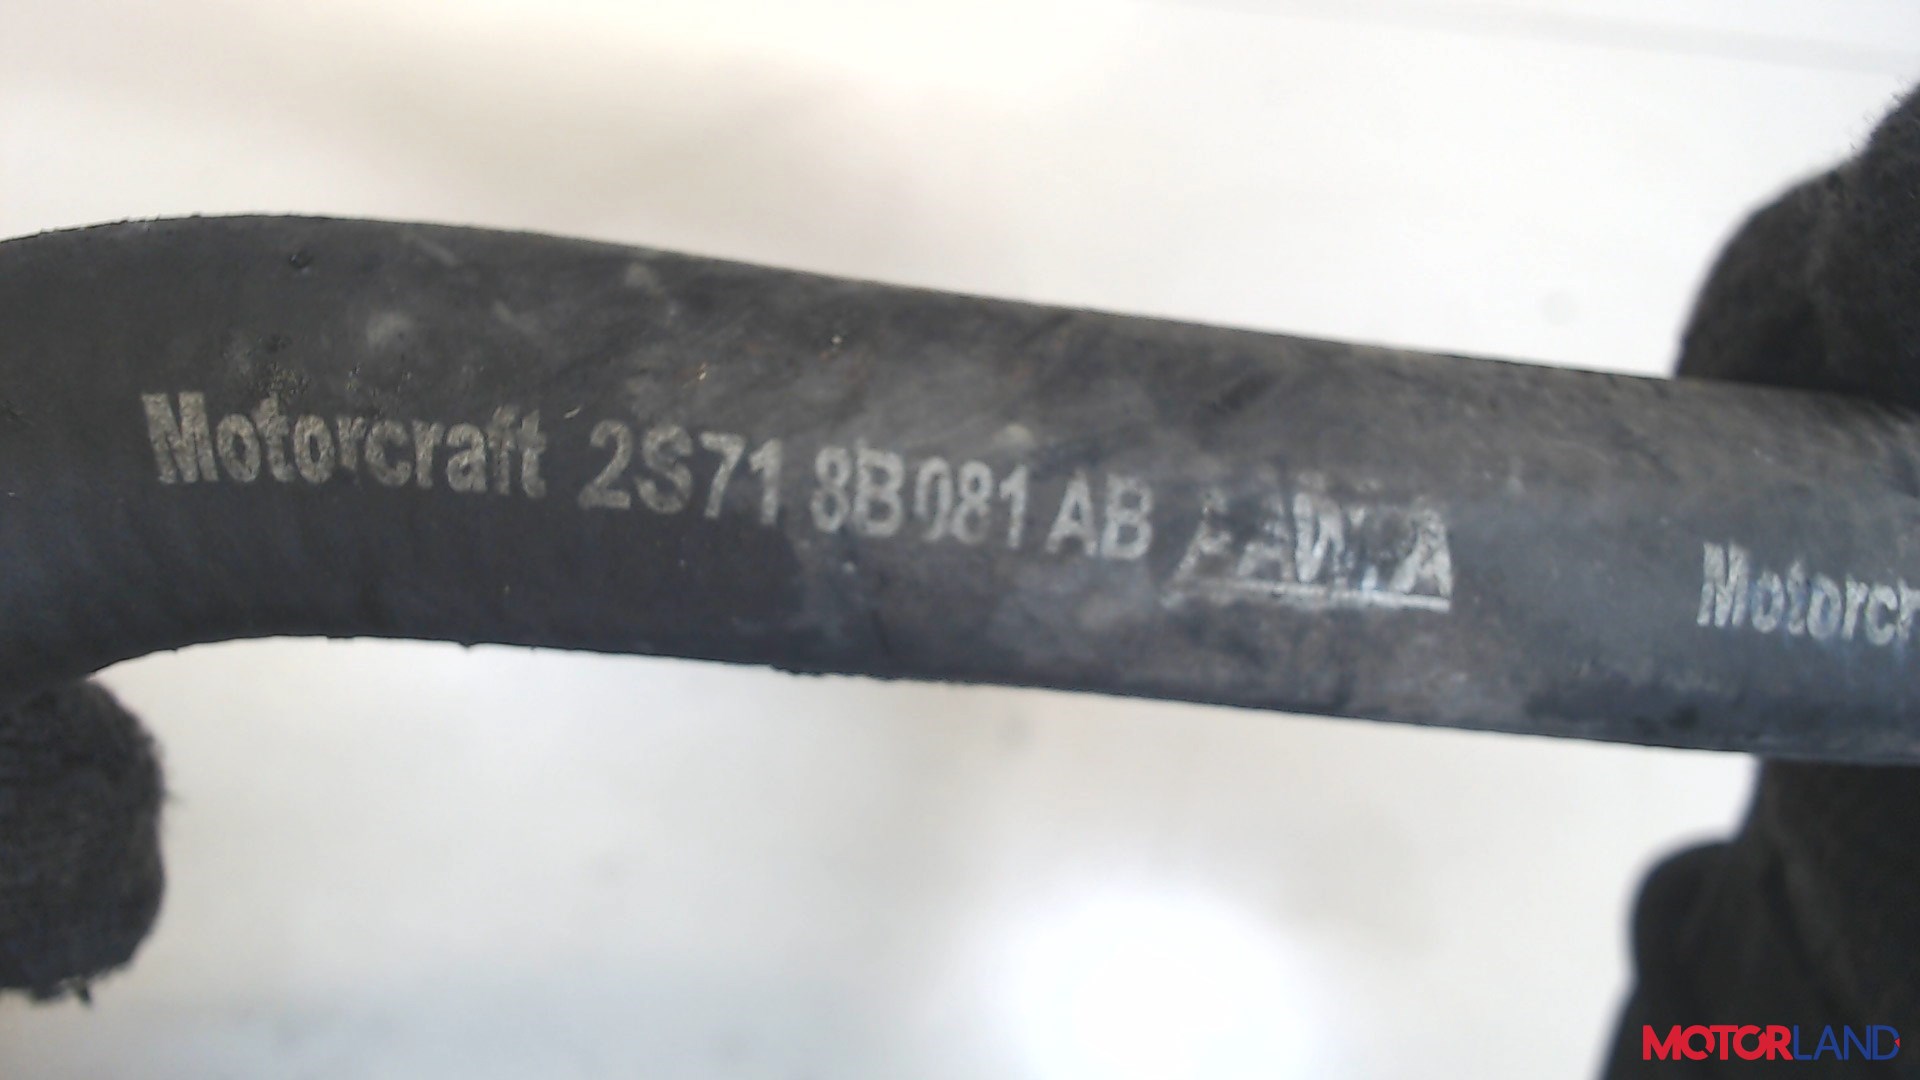 Motorcraft 2S71 8B081 AB
Motorcr
MOTORLAND